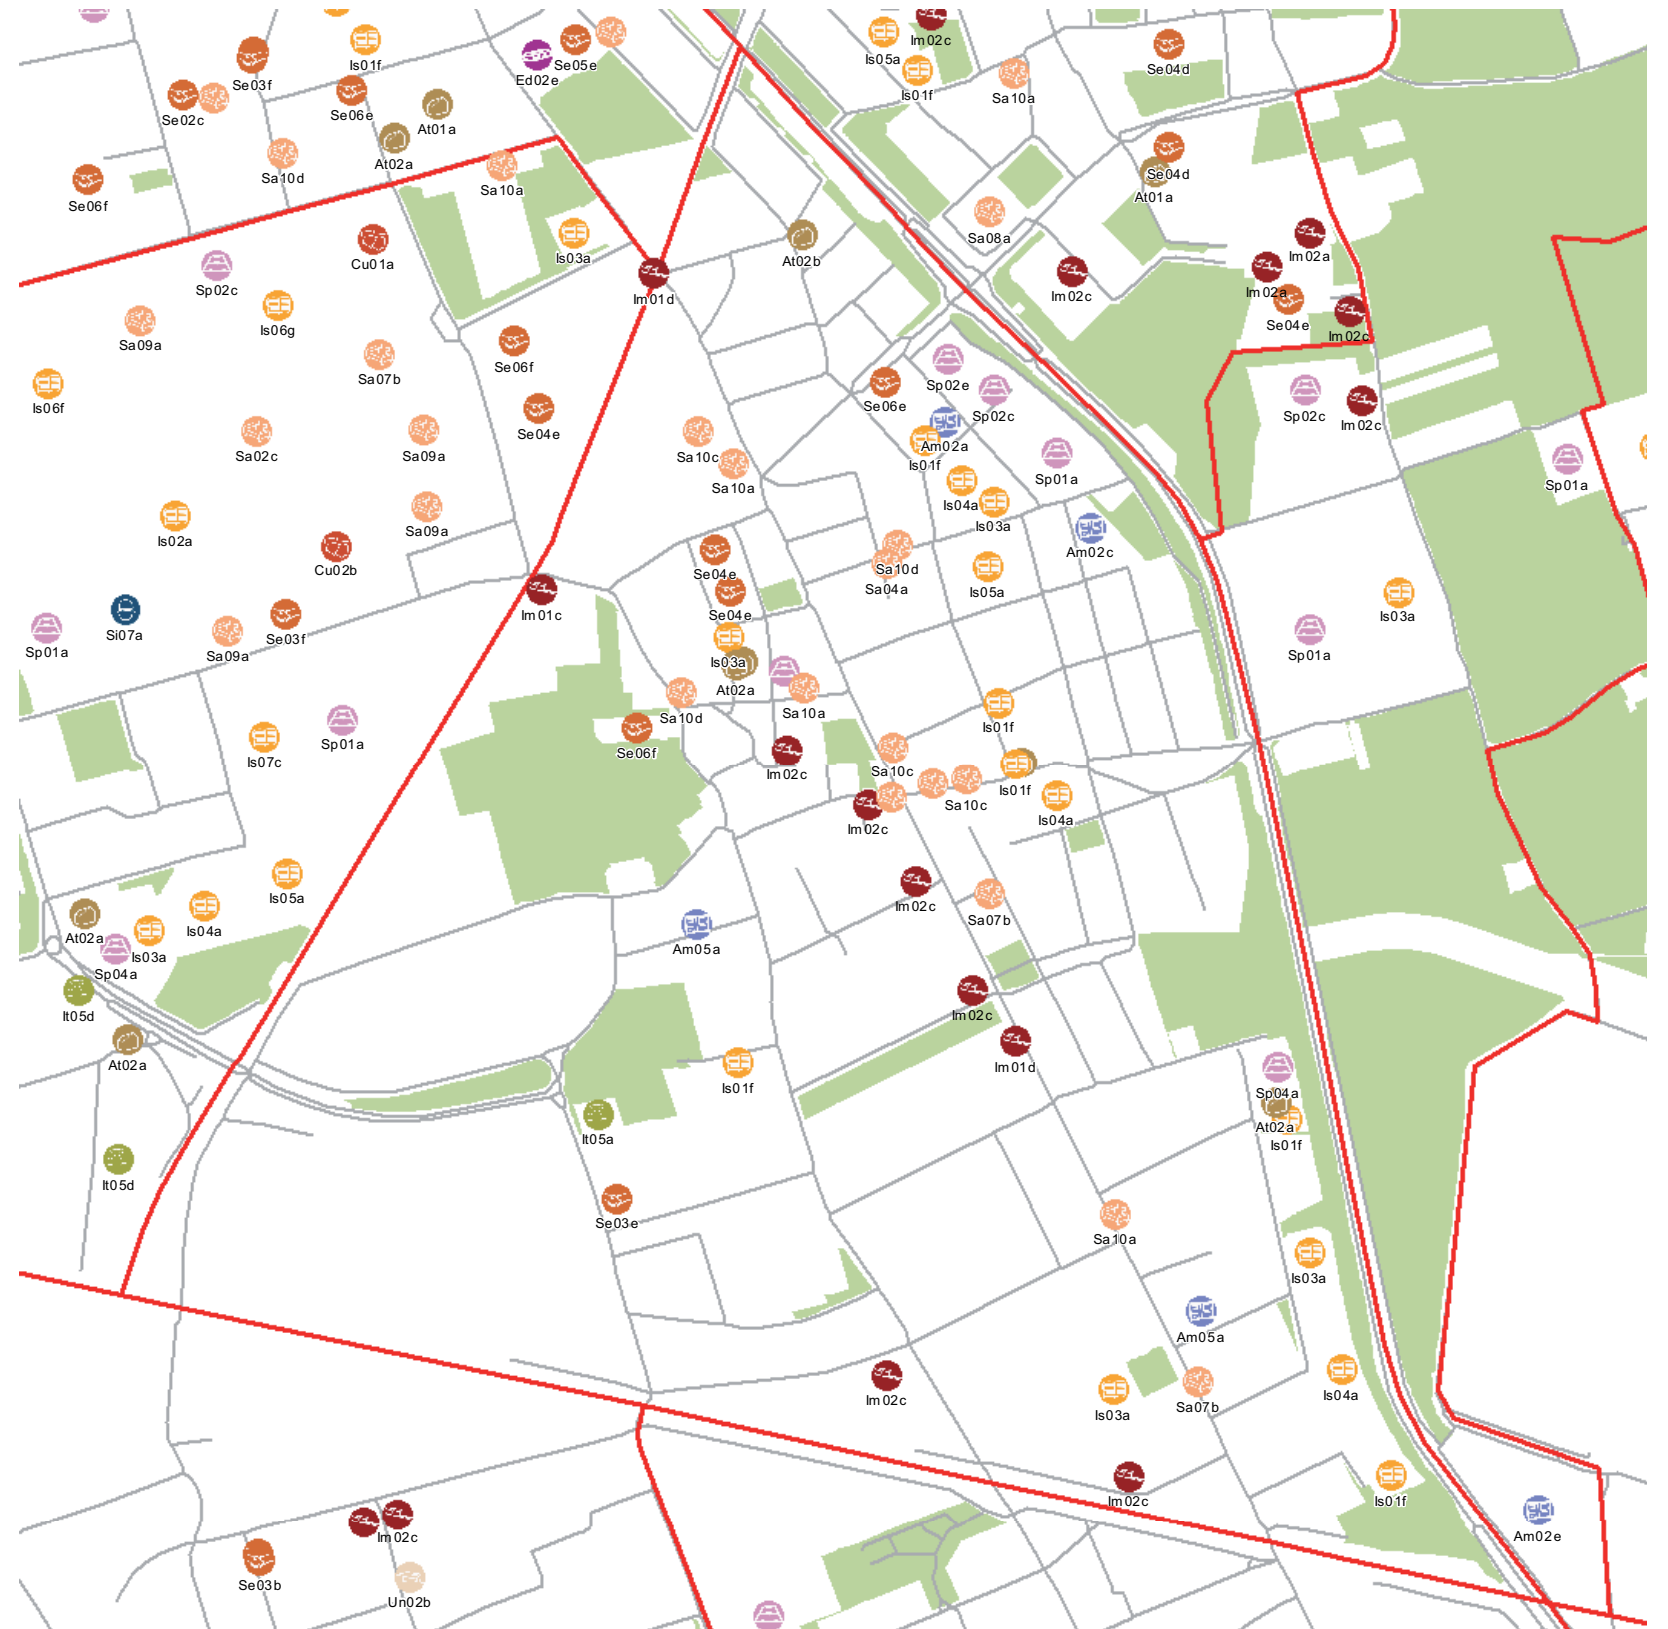 Im02c
Is05a
Is01f
Ed02e
Se05e
Se04d
Se03f
Is01f
Sa10a
Se02c
Se06e
At01a
At02a
Sa10d
Sa10a
Se04d
At01a
Se06f
Sa08a
Im02a
Cu01a
Is03a
At02b
Sp02c
Im01d
Im02c
Im02a
Se04e
Im02c
Is06g
Sa09a
Se06f
Sa07b
Sp02e
Is06f
Se06e
Sp02c
Sp02c
Im02c
Se04e
Am02a
Sa02c
Sa09a
Sa10c
Is01f
Sp01a
Sp01a
Sa10a
Is04a
Is03a
Is02a
Sa09a
Am02c
Cu02b
Se04e
Sa10d
Sa04a
Is05a
Im01c
Se04e
Is03a
Si07a
Se03f
Sp01a
Sa09a
Sp01a
Is03a
At02a
Sa10d
Sa10a
Is01f
Sp01a
Se06f
Is07c
Im02c
Sa10c
Is01f
Sa10c
Is04a
Im02c
Is05a
Im02c
Sa07b
Is04a
At02a
Is03a
Am05a
Sp04a
It05d
Im02c
Im01d
At02a
Is01f
Sp04a
At02a
Is01f
It05a
It05d
Se03e
Sa10a
Is03a
Am05a
Im02c
Is03a
Sa07b
Is04a
Im02c
Is01f
Am02e
Im02c
Se03b
Un02b